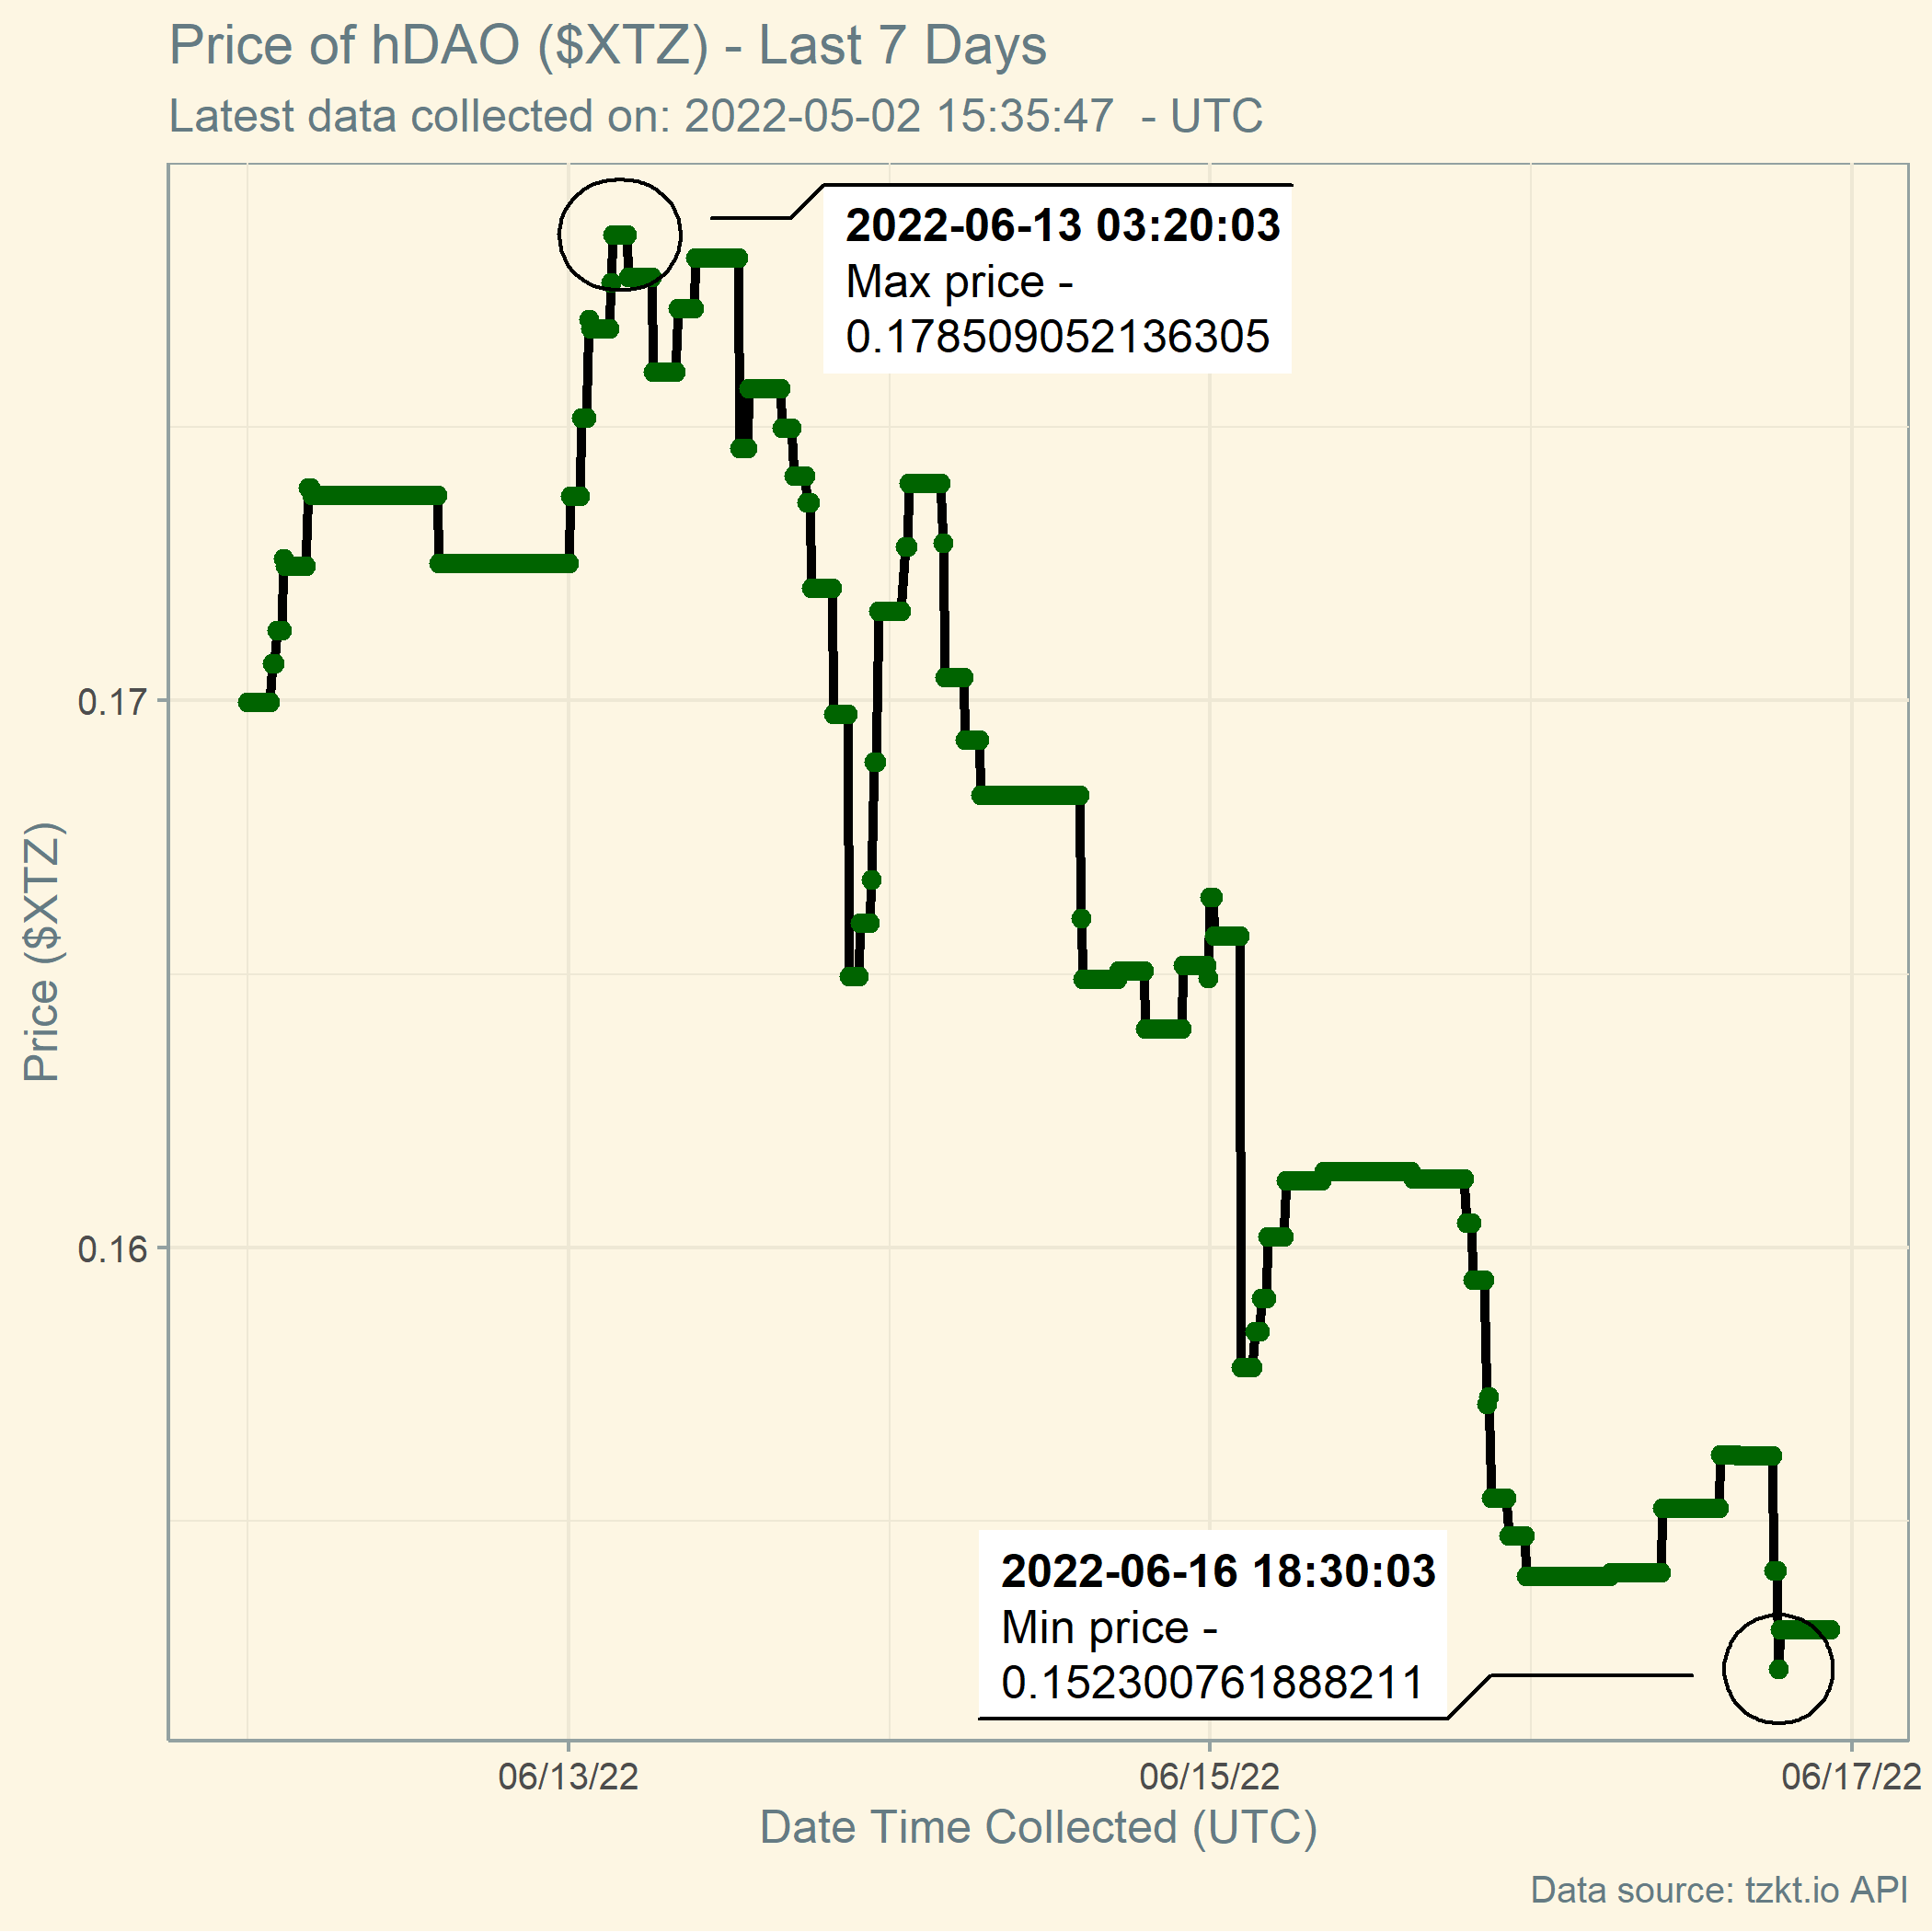 Price of hDAO ($XTZ) - Last 7 Days
Latest data collected on: 2022-05-02 15:35:47  - UTC
2022-06-13 03:20:03
Max price -
0.178509052136305
0.17
Price ($XTZ)
0.16
2022-06-16 18:30:03
Min price -
0.152300761888211
06/13/22
06/15/22
06/17/22
Date Time Collected (UTC)
Data source: tzkt.io API